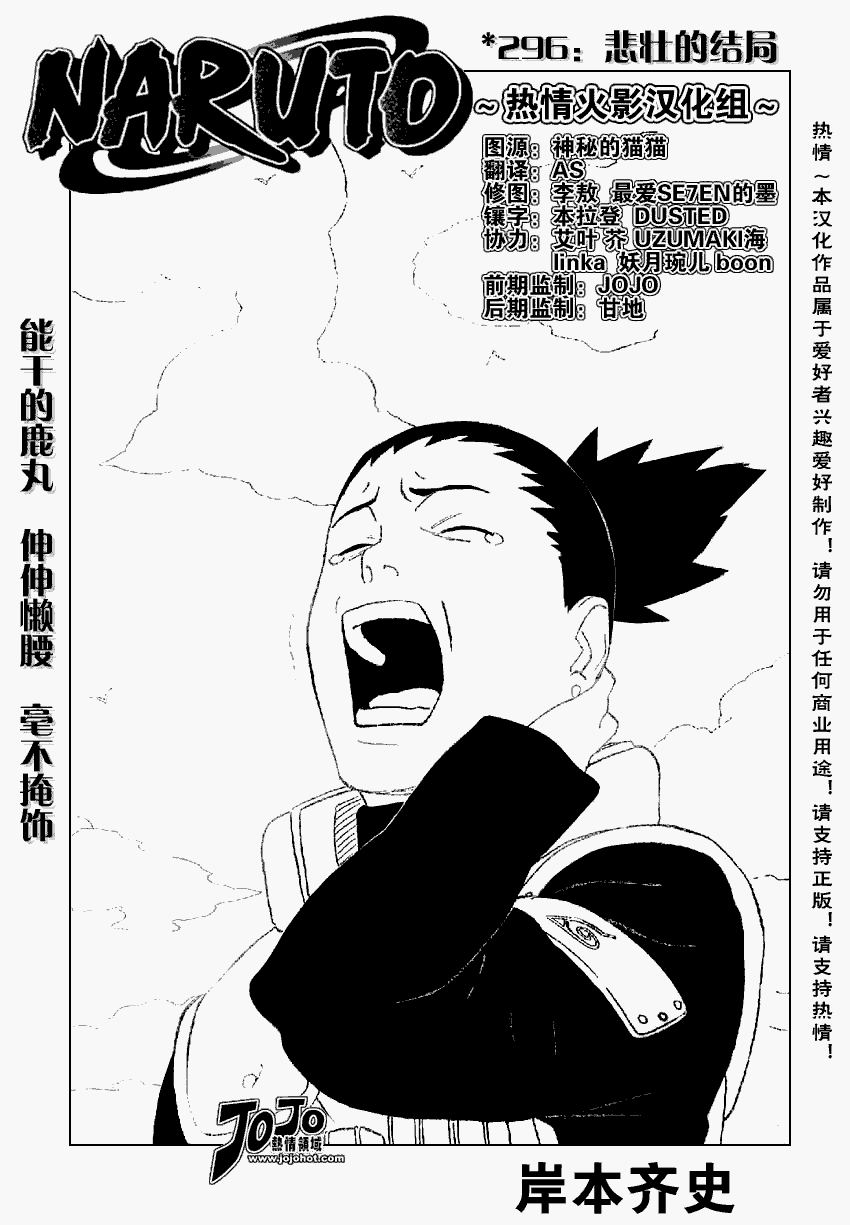 NARUTO
*296：悲壮的结局
~热情火影汉化组~
图源：神秘的猫猫
翻译：AS
修图：李敖 最爱SE7EN的墨
镶字：本拉登 DUSTED
协力：艾叶 芥 UZUMAKI海
linka 妖月琬儿 boon
前期监制：JOJO
后期监制：甘地
热情~本汉化作品属于爱好者兴趣爱好制作！请勿用于任何商业用途！请支持正版！请支持热情！
能干的鹿丸 伸伸懒腰 毫不掩饰
JOJO
熱情領域
www.jojohot.com
岸本齐史